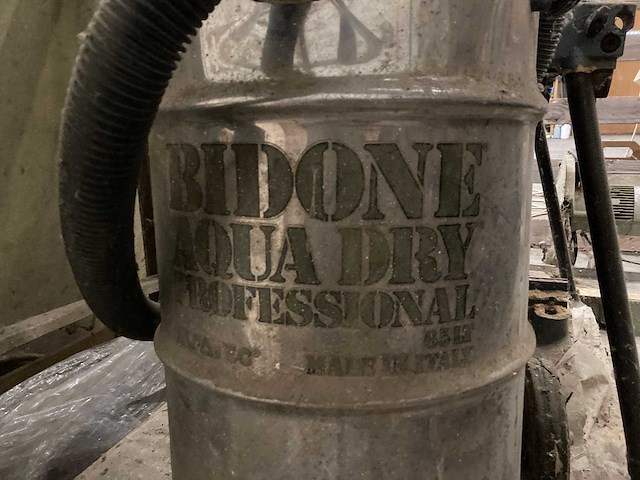 BIDONE
AQUA DRY
PROFESSIONAL
MADE IN ITALY